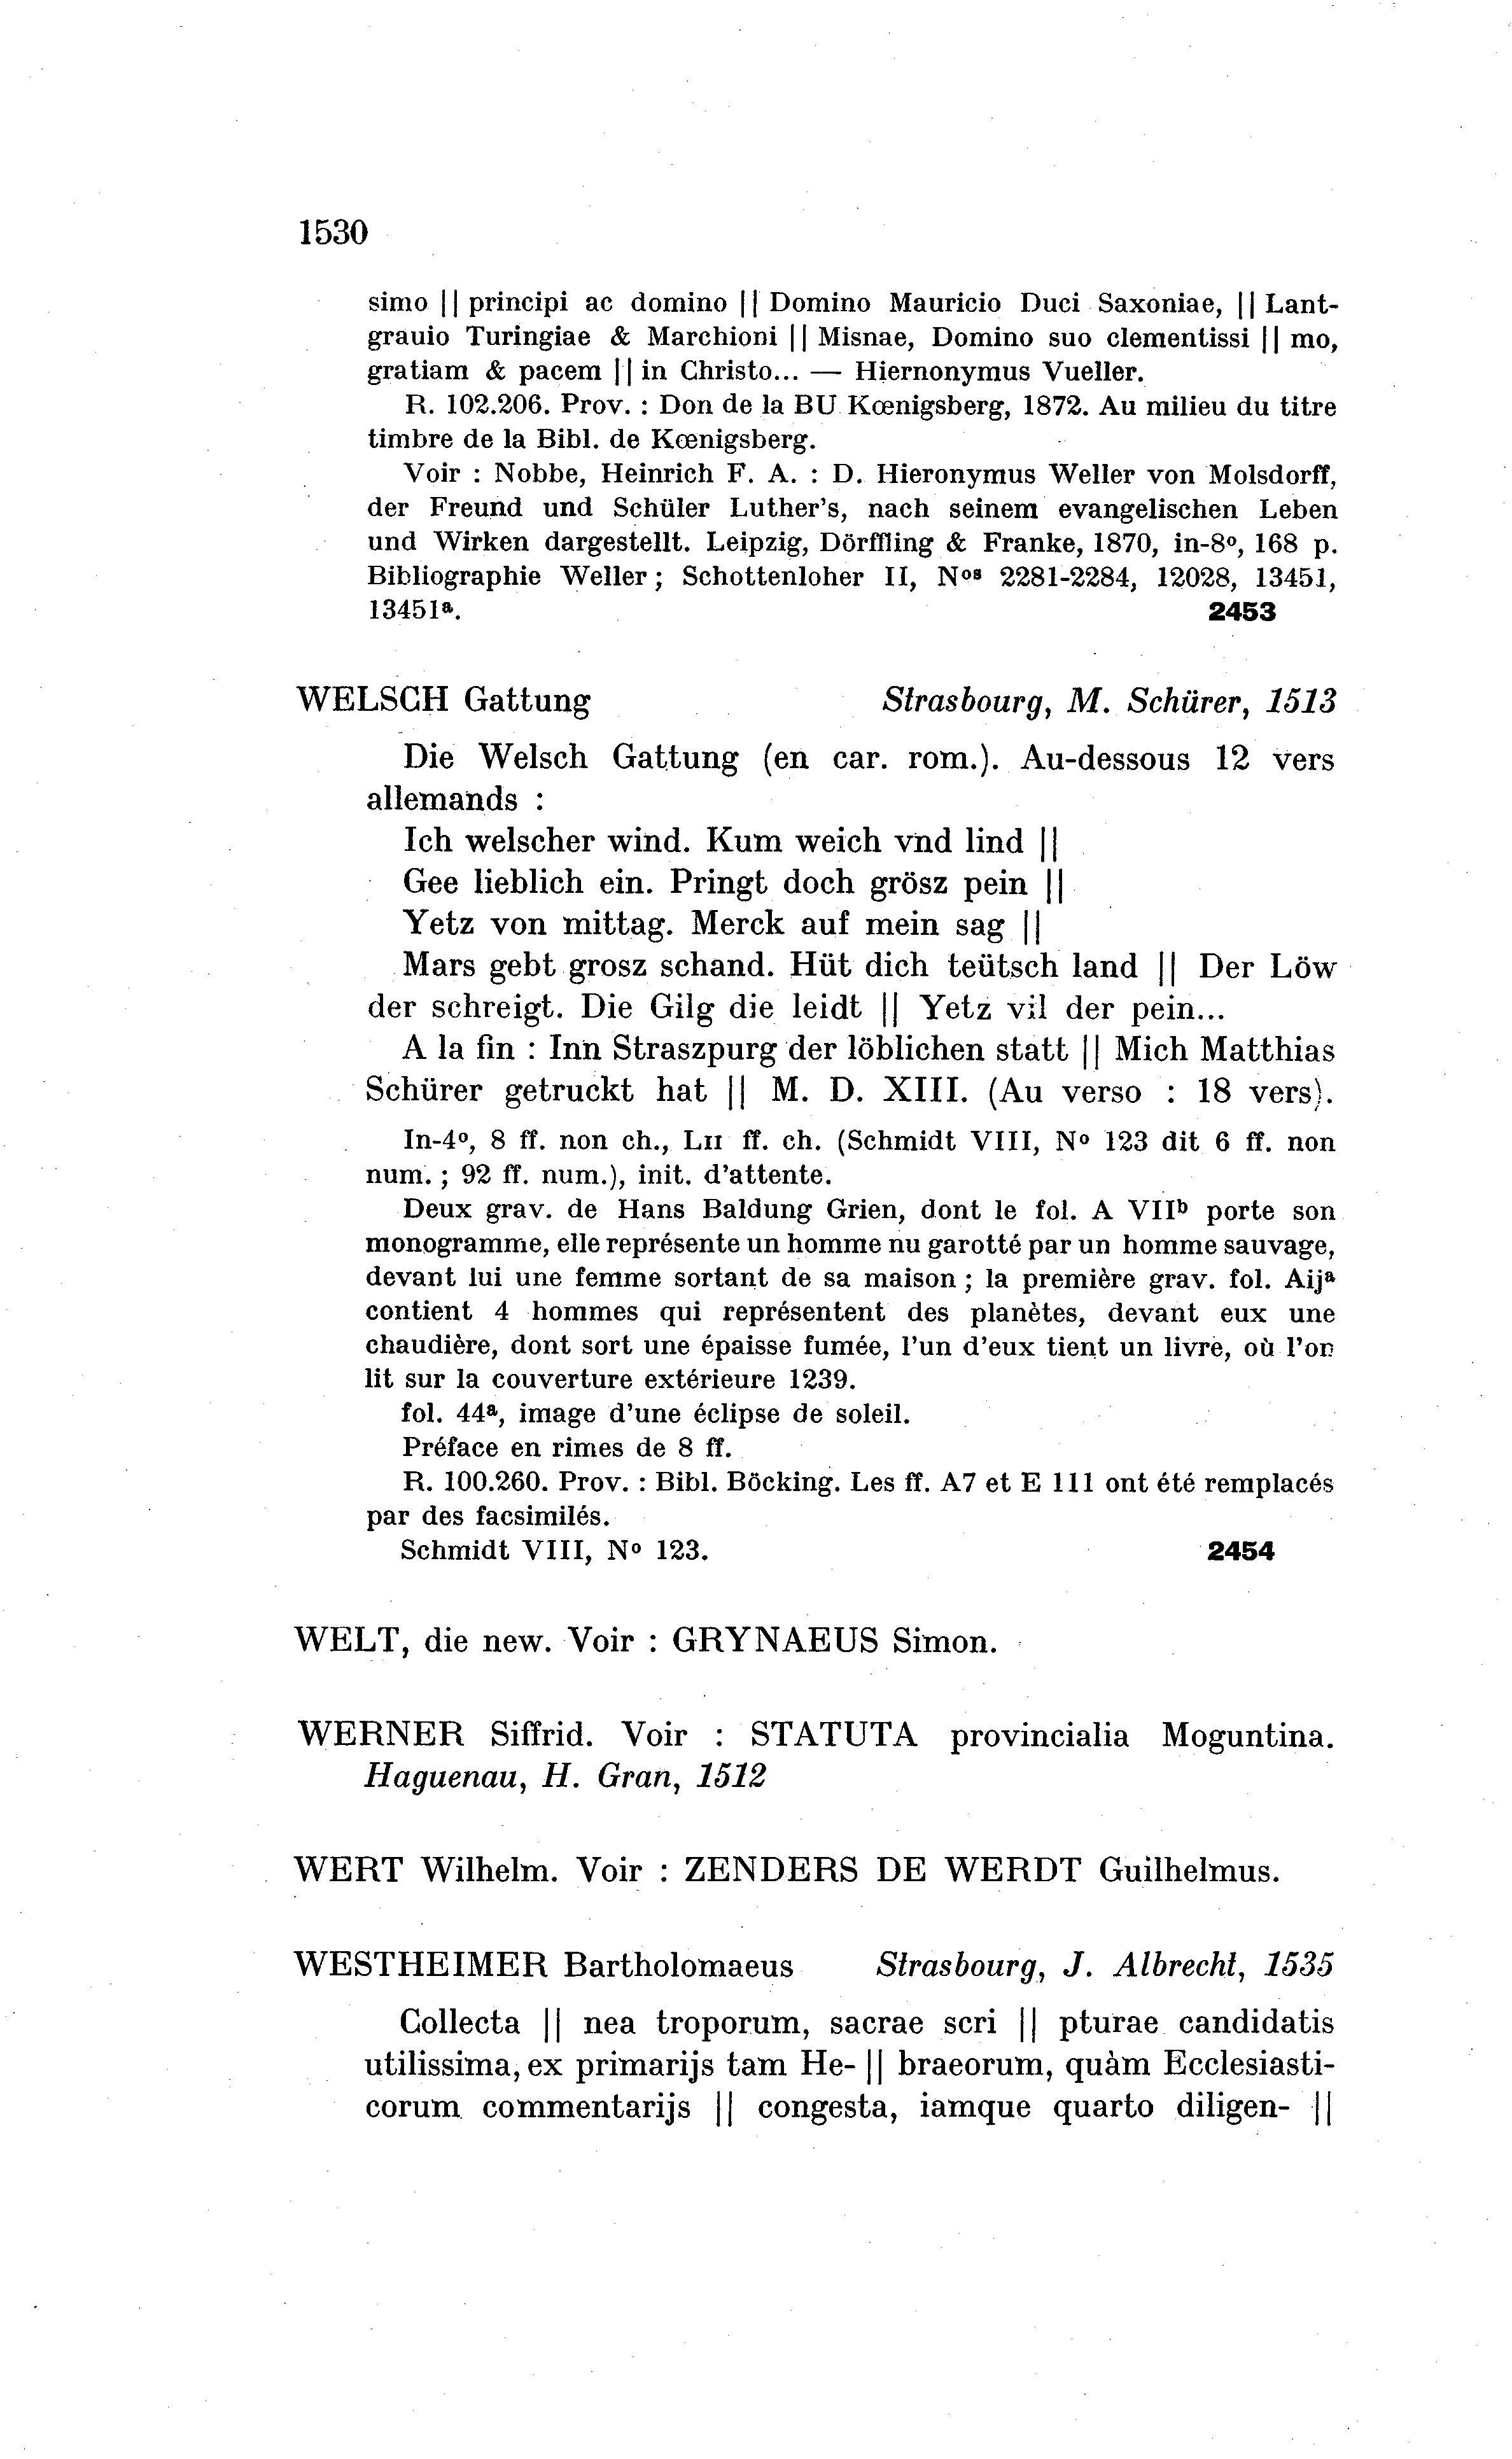 1530
simo || principi ac domino || Domino Mauricio Duci Saxoniae, || Lant-
grauio Turingiae & Marchioni || Misnae, Domino suo clementissi || mo,
gratiam & pacem || in Christo... — Hiernonymus Vueller.
R. 102.206. Prov. : Don de la BU Kœnigsberg, 1872. Au milieu du titre
timbre de la Bibl. de Kœnigsberg.
Voir : Nobbe, Heinrich F. A. : D. Hieronymus Weller von Molsdorff,
der Freund und Schüler Luther's, nach seinem evangelischen Leben
und Wirken dargestellt. Leipzig, Dörffling & Franke, 1870, in-8º, 168 p.
Bibliographie Weller ; Schottenloher II, Nᵒˢ 2281-2284, 12028, 13451,
13451ª. 2453
WELSCH Gattung Strasbourg, M. Schürer, 1513
Die Welsch Gattung (en car. rom.). Au-dessous 12 vers
allemands :
Ich welscher wind. Kum weich vnd lind ||
Gee lieblich ein. Pringt doch grösz pein ||
Yetz von mittag. Merck auf mein sag ||
Mars gebt grosz schand. Hüt dich teütsch land || Der Löw
der schreigt. Die Gilg die leidt || Yetz vil der pein...
A la fin : Inn Straszpurg der löblichen statt || Mich Matthias
Schürer getruckt hat || M. D. XIII. (Au verso : 18 vers).
In-4º, 8 ff. non ch., LII ff. ch. (Schmidt VIII, Nº 123 dit 6 ff. non
num. ; 92 ff. num.), init. d'attente.
Deux grav. de Hans Baldung Grien, dont le fol. A VIIᵇ porte son
monogramme, elle représente un homme nu garotté par un homme sauvage,
devant lui une femme sortant de sa maison ; la première grav. fol. Aijª
contient 4 hommes qui représentent des planètes, devant eux une
chaudière, dont sort une épaisse fumée, l'un d'eux tient un livre, où l'on
lit sur la couverture extérieure 1239.
fol. 44ª, image d'une éclipse de soleil.
Préface en rimes de 8 ff.
R. 100.260. Prov. : Bibl. Böcking. Les ff. A7 et E 111 ont été remplacés
par des facsimilés.
Schmidt VIII, Nº 123. 2454
WELT, die new. Voir : GRYNAEUS Simon.
WERNER Siffrid. Voir : STATUTA provincialia Moguntina.
Haguenau, H. Gran, 1512
WERT Wilhelm. Voir : ZENDERS DE WERDT Guilhelmus.
WESTHEIMER Bartholomaeus Strasbourg, J. Albrecht, 1535
Collecta || nea troporum, sacrae scri || pturae candidatis
utilissima, ex primarijs tam He- || braeorum, quàm Ecclesiasti-
corum commentarijs || congesta, iamque quarto diligen- ||